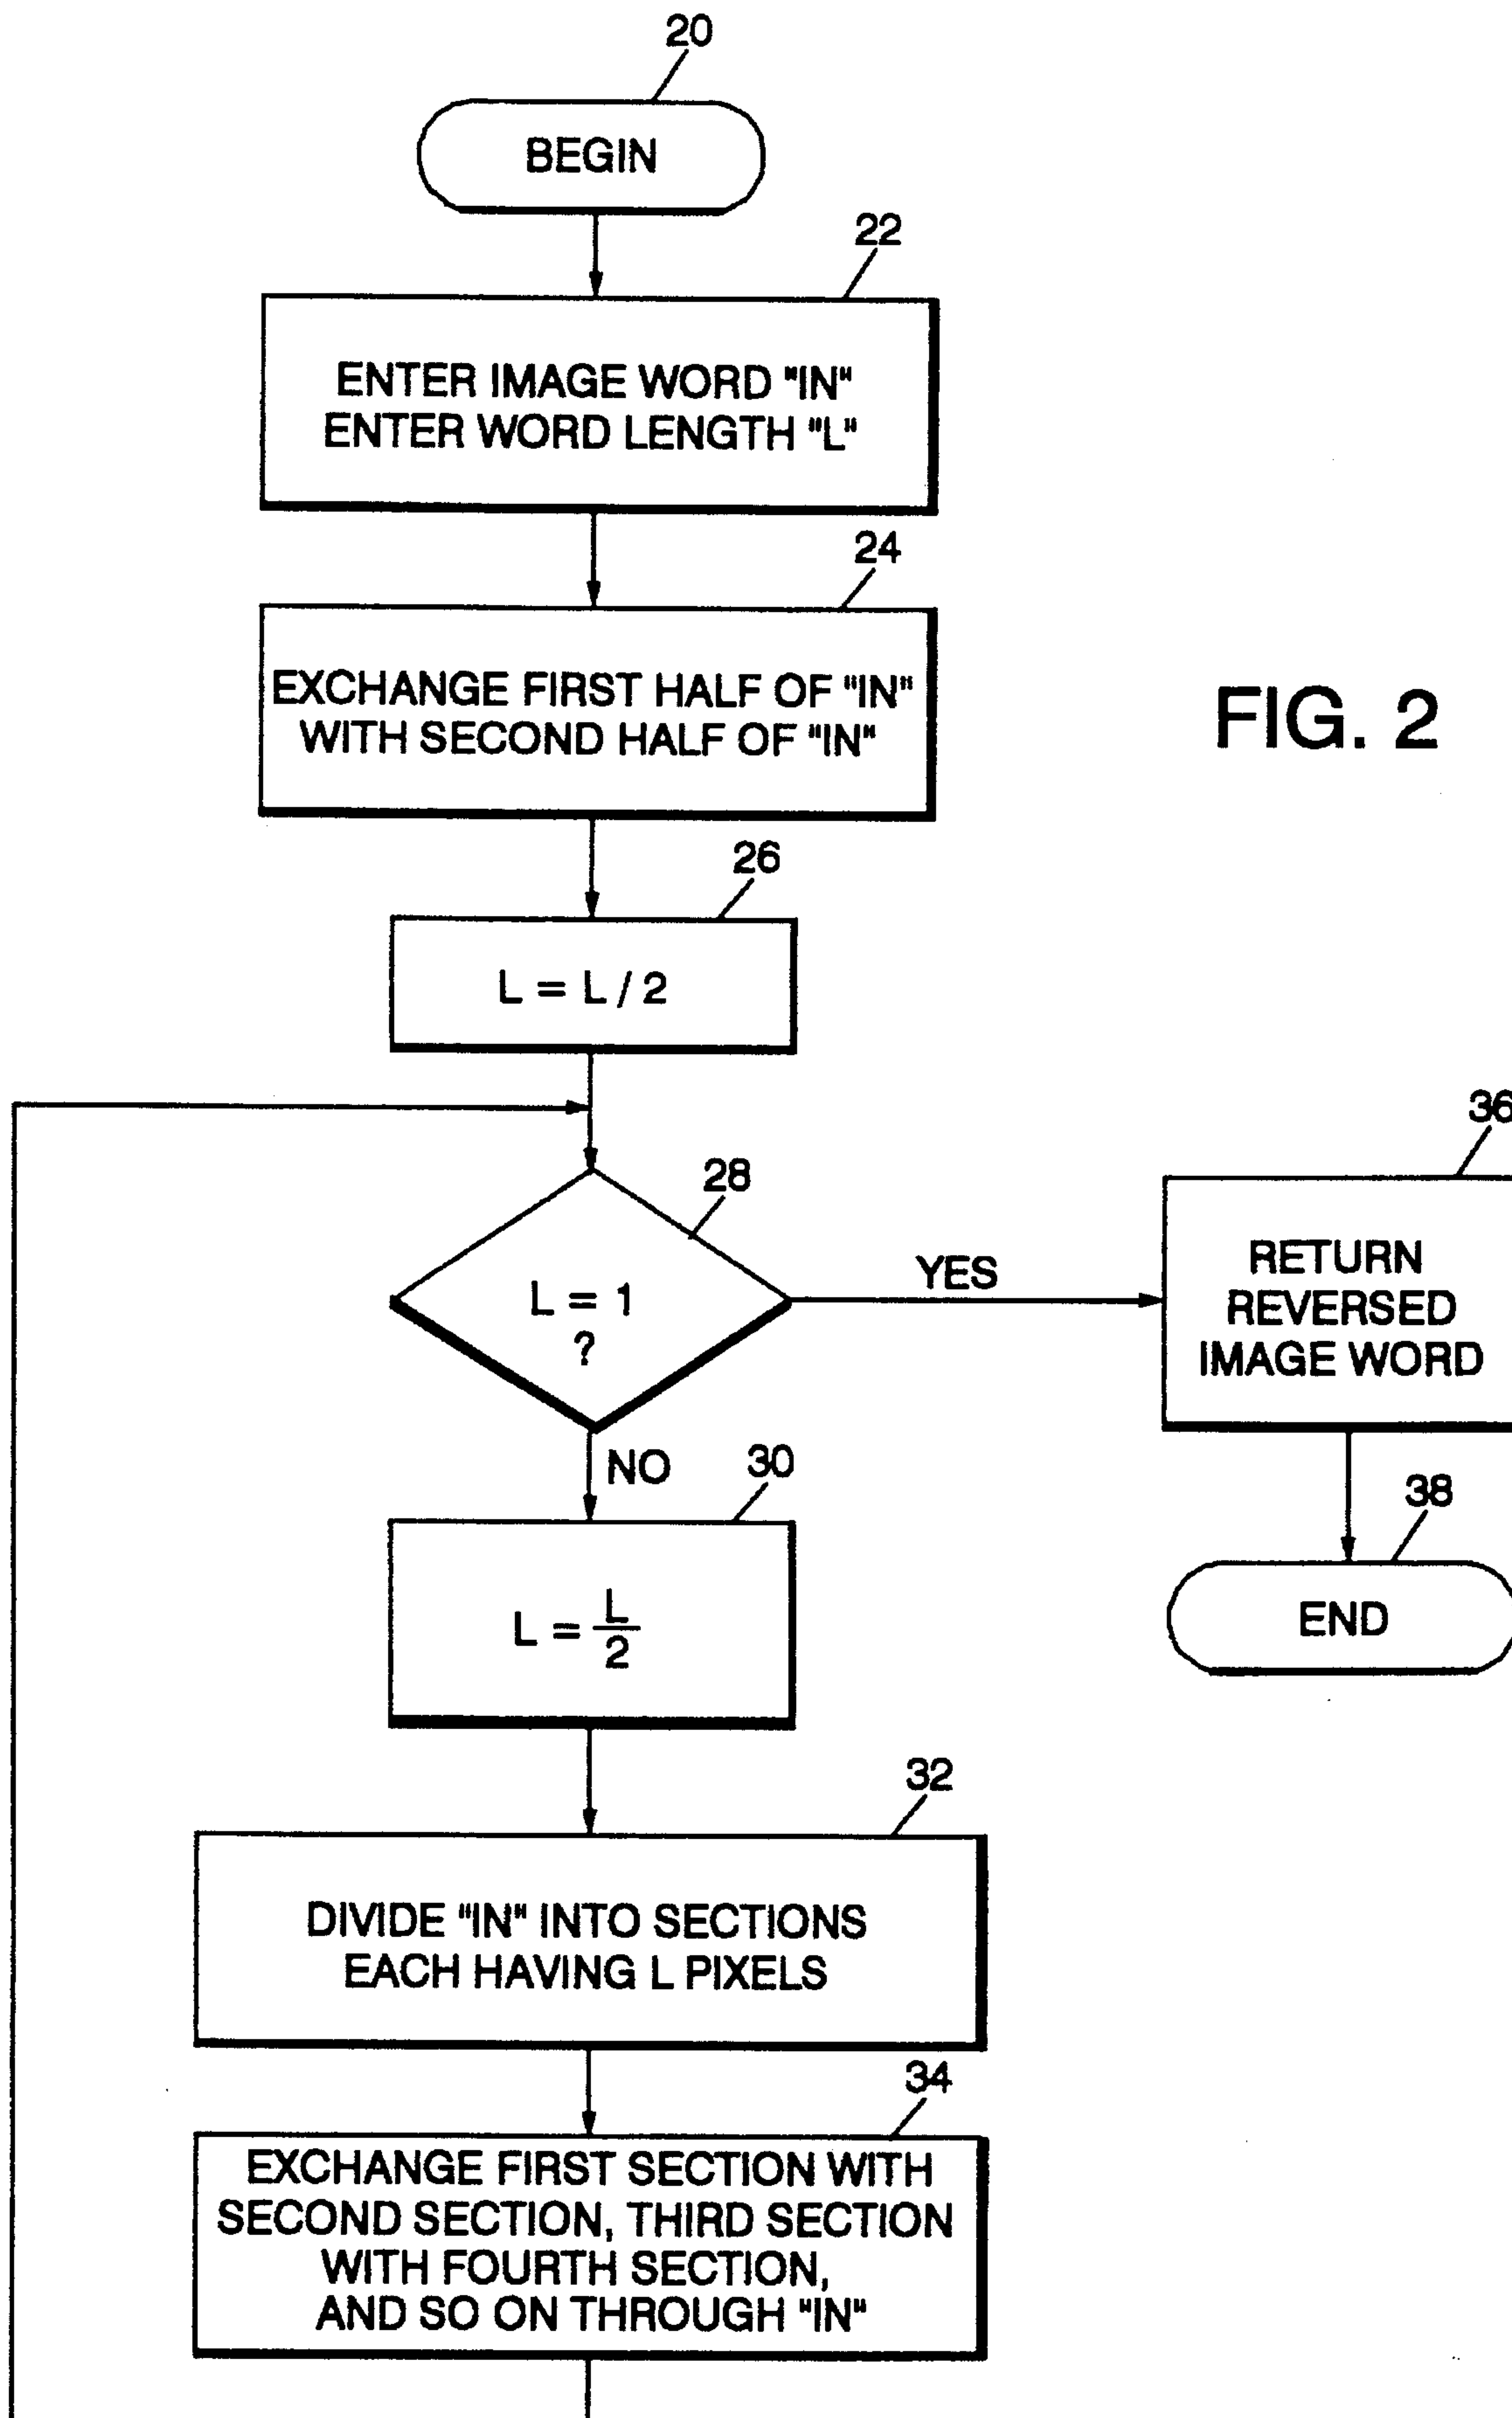 20
BEGIN
22
ENTER IMAGE WORD "IN"
ENTER WORD LENGTH "L"
24
EXCHANGE FIRST HALF OF "IN"
WITH SECOND HALF OF "IN"
FIG. 2
26
L = L / 2
28
L = 1
?
YES
36
RETURN
REVERSED
IMAGE WORD
NO
30
L = L
2
38
END
32
DIVIDE "IN" INTO SECTIONS
EACH HAVING L PIXELS
34
EXCHANGE FIRST SECTION WITH
SECOND SECTION, THIRD SECTION
WITH FOURTH SECTION,
AND SO ON THROUGH "IN"